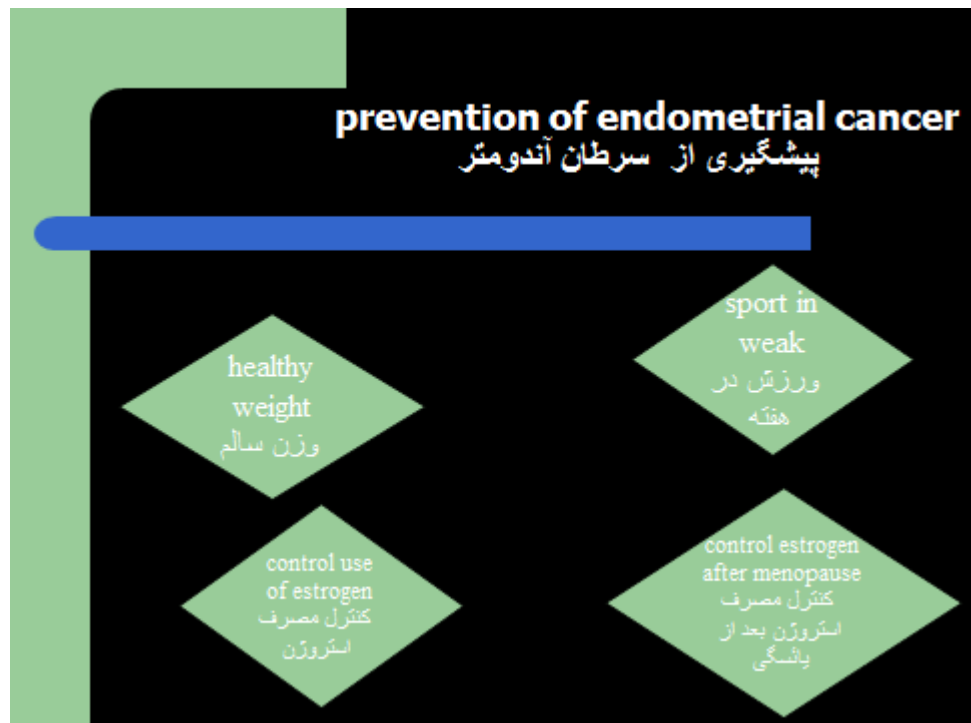 prevention of endometrial cancer
پیشگیری از سرطان آندومتر
healthy
weight
وزن سالم
sport in
weak
ورزش در
هفته
control use
of estrogen
کنترل مصرف
استروژن
control estrogen
after menopause
کنترل مصرف
استروژن بعد از
یائسگی